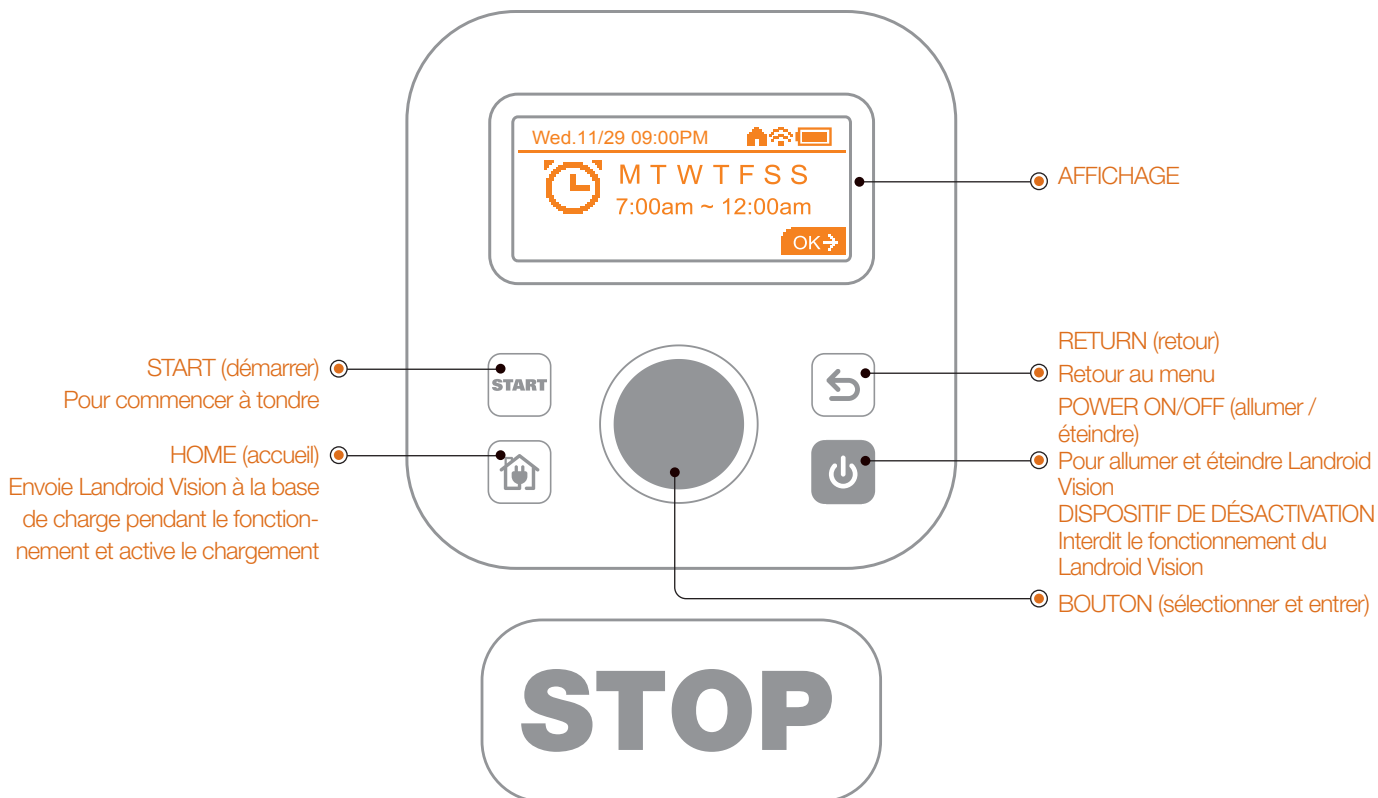 Wed.11/29 09:00PM
M T W T F S S
7:00am ~ 12:00am
OK
AFFICHAGE
START (démarrer)
Pour commencer à tondre
START
HOME (accueil)
Envoie Landroid Vision à la base
de charge pendant le fonction-
nement et active le chargement
RETURN (retour)
Retour au menu
POWER ON/OFF (allumer /
éteindre)
Pour allumer et éteindre Landroid
Vision
DISPOSITIF DE DÉSACTIVATION
Interdit le fonctionnement du
Landroid Vision
BOUTON (sélectionner et entrer)
STOP